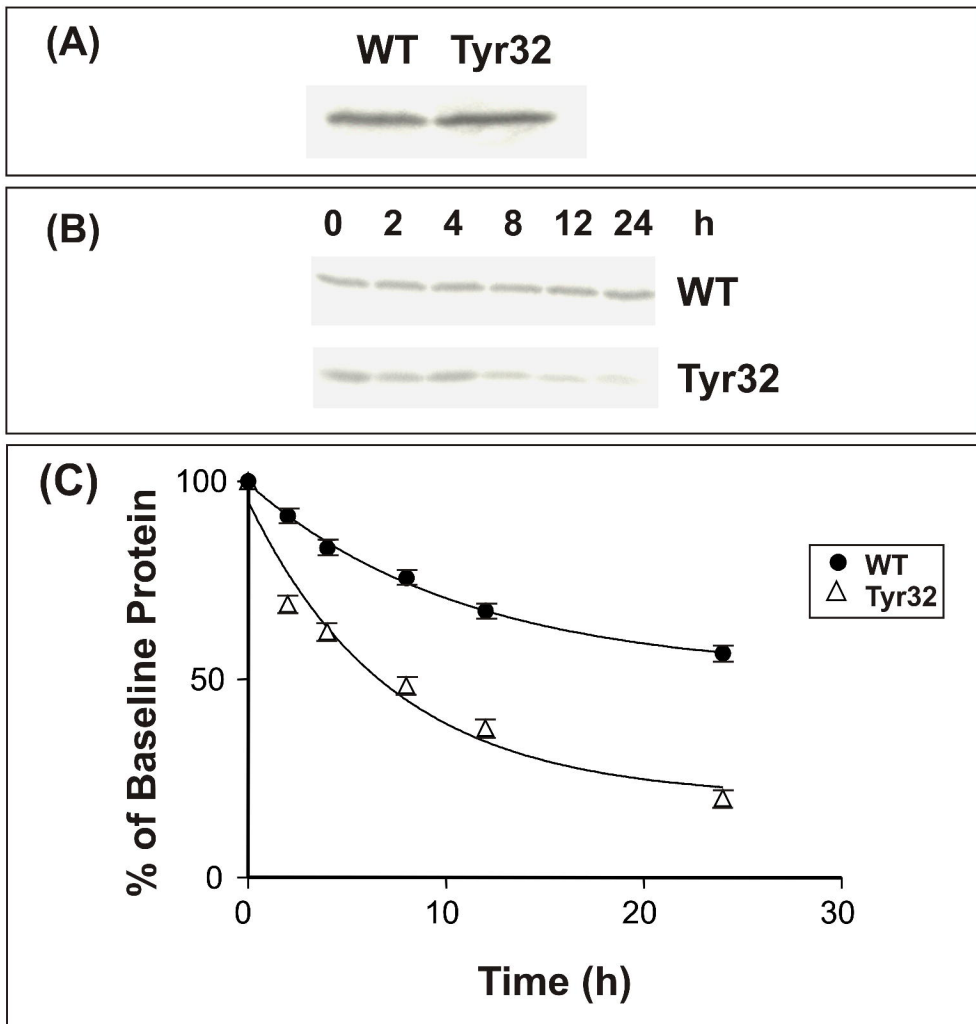 (A)
WT Tyr32
(B)
0 2 4 8 12 24 h
WT
Tyr32
(C)
% of Baseline Protein
100
50
0
0 10 20 30
Time (h)
WT
Tyr32